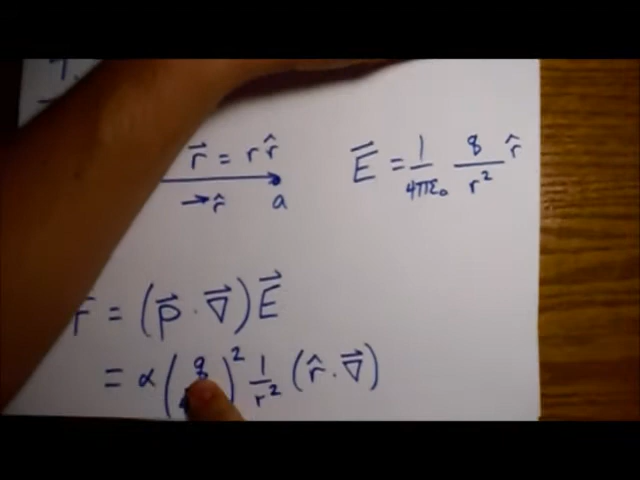 r⃗ = r r̂
E⃗ = 1/4πε₀ q/r² r̂
→ r̂ a
= (p⃗ · ∇⃗) E⃗
= α ( q )² 1/r² (r̂ · ∇⃗)